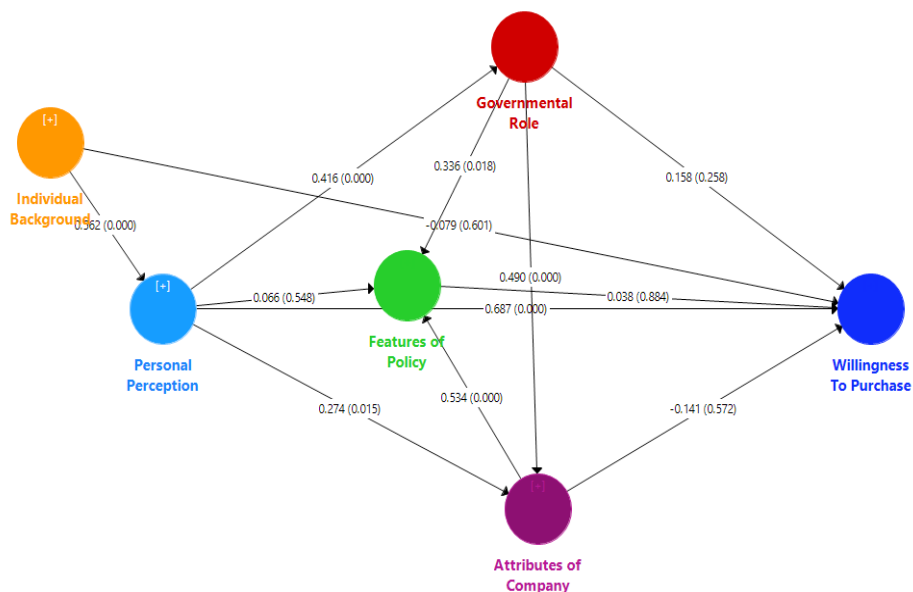 [+]
Individual
Background
(0.000)
Governmental
Role
0.416 (0.000)
0.336 (0.018)
0.158 (0.258)
-0.079 (0.601)
0.490 (0.000)
[+]
Personal
Perception
0.066 (0.548)
Features of
Policy
0.038 (0.884)
0.687 (0.000)
Willingness
To Purchase
0.274 (0.015)
0.534 (0.000)
-0.141 (0.572)
[+]
Attributes of
Company